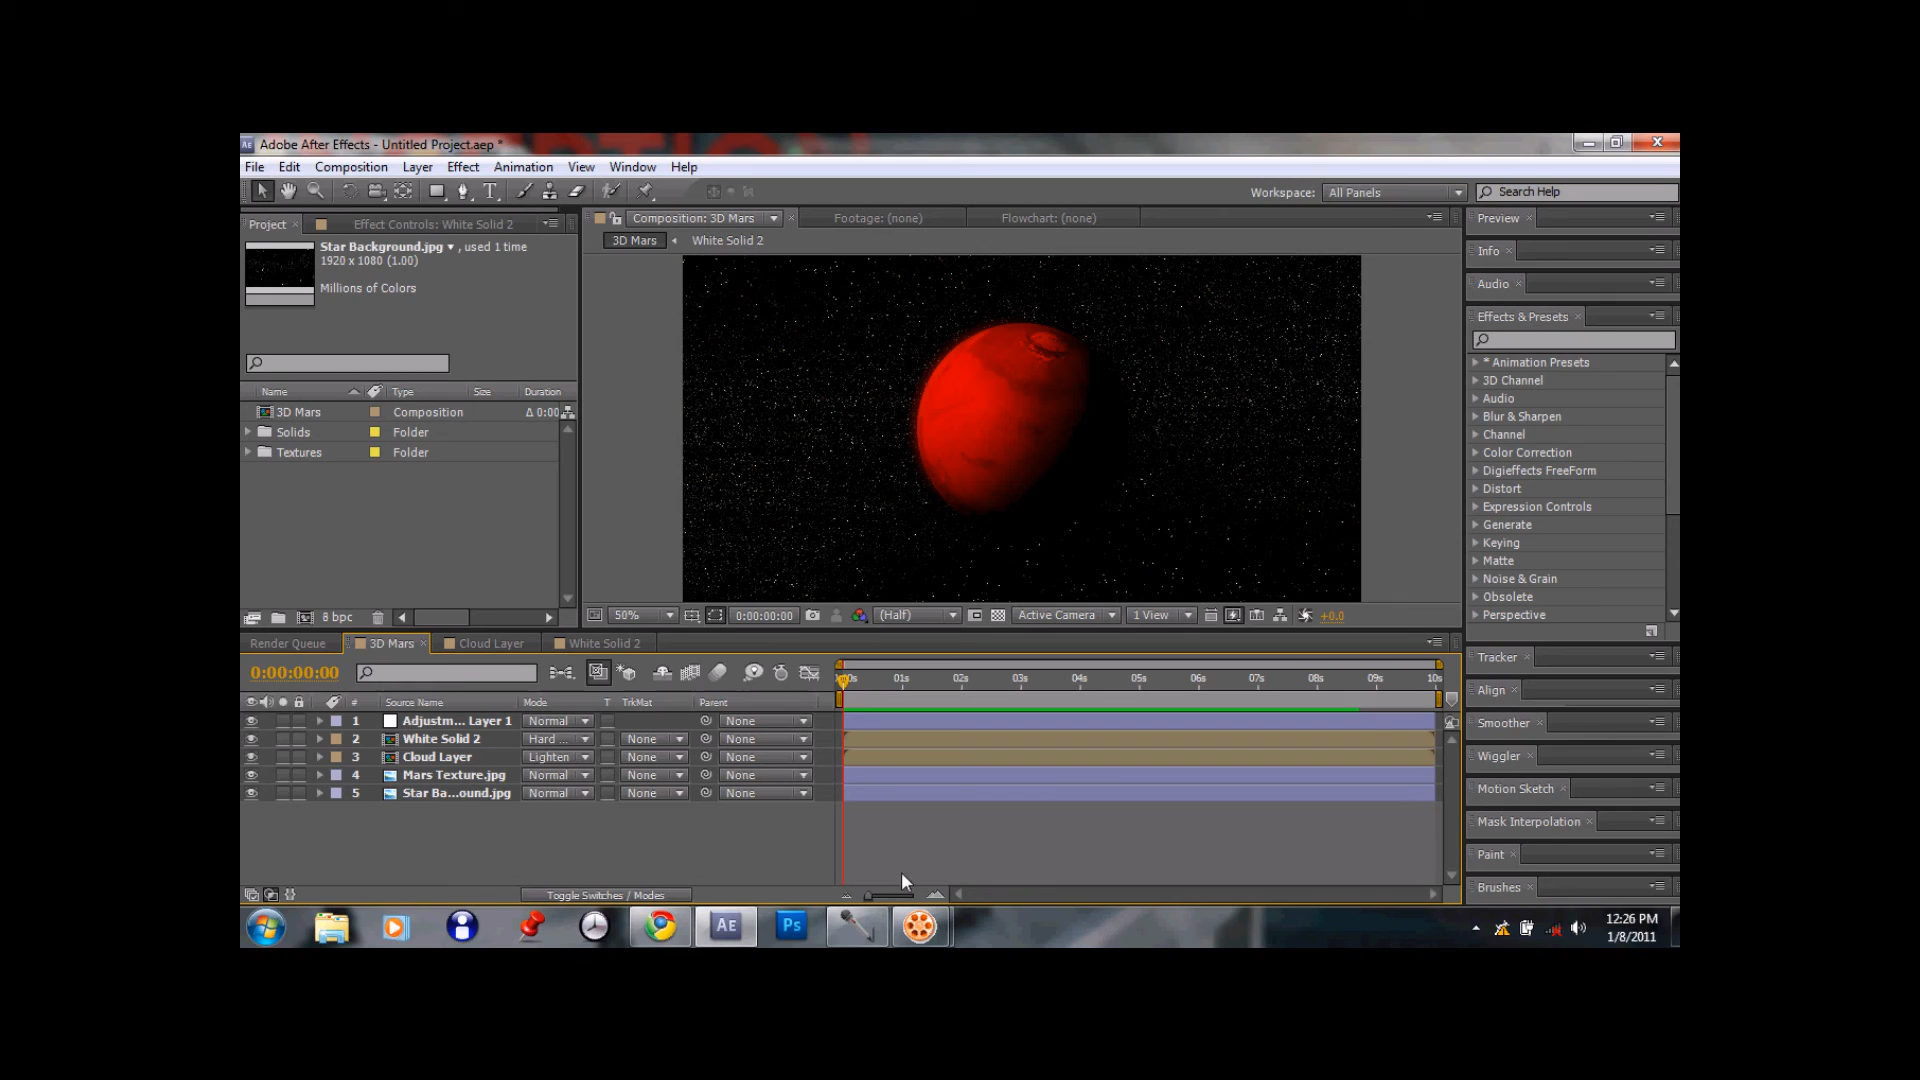 Adobe After Effects - Untitled Project.aep *
File Edit Composition Layer Effect Animation View Window Help
Workspace: All Panels Search Help
Project Effect Controls: White Solid 2
Composition: 3D Mars Footage: (none) Flowchart: (none)
3D Mars White Solid 2
Star Background.jpg , used 1 time
1920 x 1080 (1.00)
Millions of Colors
Name Type Size Duration
3D Mars Composition Δ 0:00
Solids Folder
Textures Folder
8 bpc
50% 0:00:00:00 (Half) Active Camera 1 View +0.0
Preview
Info
Audio
Effects & Presets
* Animation Presets
3D Channel
Audio
Blur & Sharpen
Channel
Color Correction
Digieffects FreeForm
Distort
Expression Controls
Generate
Keying
Matte
Noise & Grain
Obsolete
Perspective
Tracker
Align
Smoother
Wiggler
Motion Sketch
Mask Interpolation
Paint
Brushes
Render Queue 3D Mars Cloud Layer White Solid 2
0:00:00:00
01s 02s 03s 04s 05s 06s 07s 08s 09s 10s
# Source Name Mode T TrkMat Parent
1 Adjustm... Layer 1 Normal None
2 White Solid 2 Hard ... None None
3 Cloud Layer Lighten None None
4 Mars Texture.jpg Normal None None
5 Star Ba...ound.jpg Normal None None
Toggle Switches / Modes
AE Ps
12:26 PM
1/8/2011